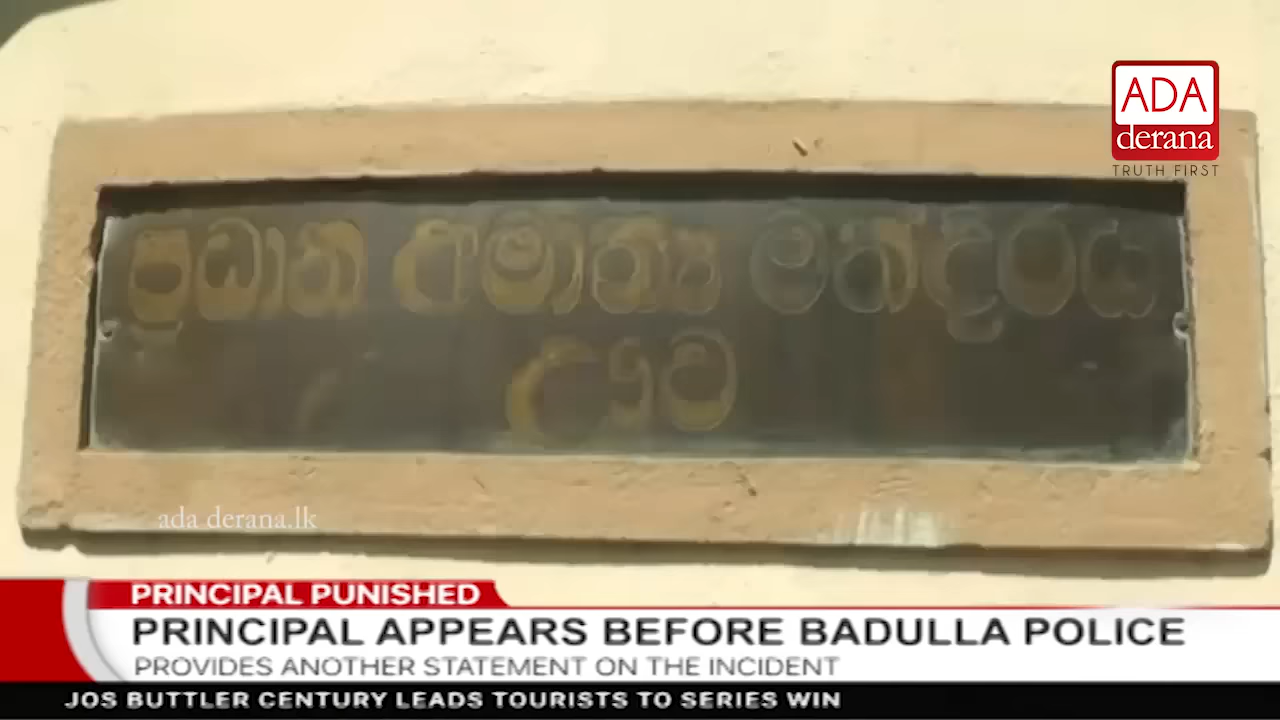 ADA
derana
TRUTH FIRST
ප්‍රධාන අමාත්‍ය මන්දිරය
ඌව
ada derana.lk
PRINCIPAL PUNISHED
PRINCIPAL APPEARS BEFORE BADULLA POLICE
PROVIDES ANOTHER STATEMENT ON THE INCIDENT
JOS BUTTLER CENTURY LEADS TOURISTS TO SERIES WIN